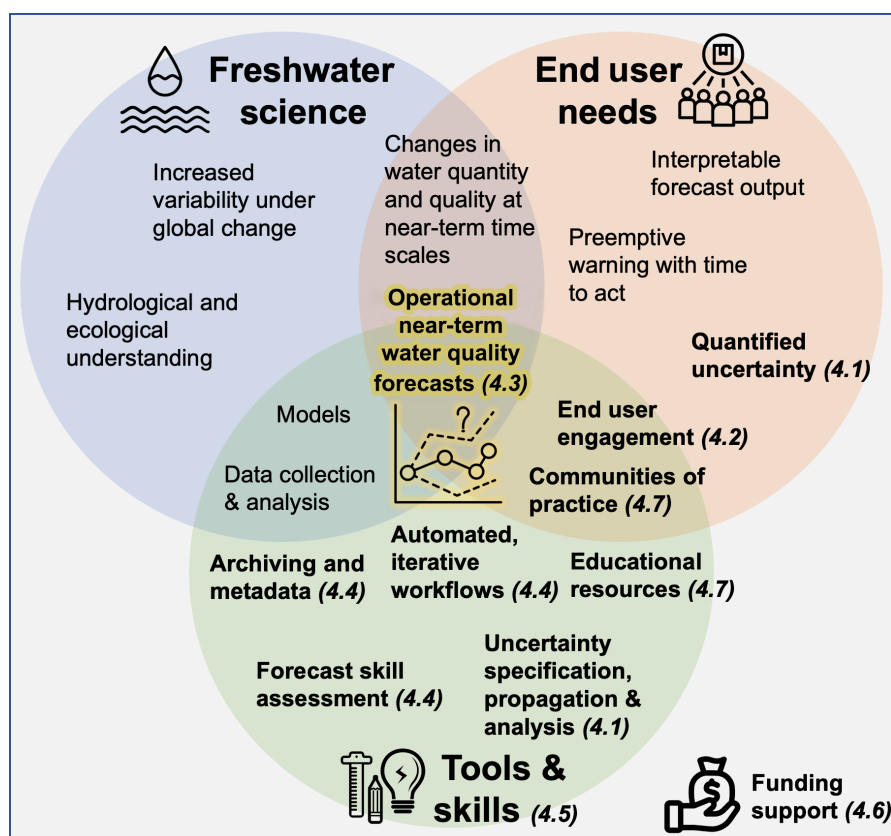 Freshwater
science
End user
needs
Changes in
water quantity
and quality at
near-term time
scales
Increased
variability under
global change
Interpretable
forecast output
Preemptive
warning with time
to act
Hydrological and
ecological
understanding
Operational
near-term
water quality
forecasts (4.3)
Quantified
uncertainty (4.1)
Models
?
End user
engagement (4.2)
Data collection
& analysis
Communities of
practice (4.7)
Archiving and
metadata (4.4)
Automated,
iterative
workflows (4.4)
Educational
resources (4.7)
Forecast skill
assessment (4.4)
Uncertainty
specification,
propagation &
analysis (4.1)
Tools &
skills (4.5)
$
Funding
support (4.6)